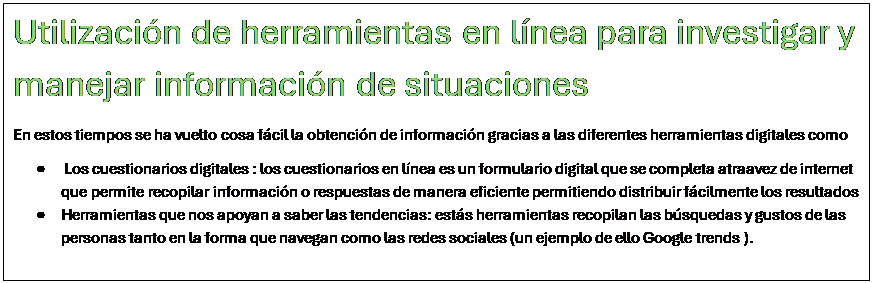 Utilización de herramientas en línea para investigar y
manejar información de situaciones
En estos tiempos se ha vuelto cosa fácil la obtención de información gracias a las diferentes herramientas digitales como
• Los cuestionarios digitales : los cuestionarios en línea es un formulario digital que se completa atraavez de internet
que permite recopilar información o respuestas de manera eficiente permitiendo distribuir fácilmente los resultados
• Herramientas que nos apoyan a saber las tendencias: estás herramientas recopilan las búsquedas y gustos de las
personas tanto en la forma que navegan como las redes sociales (un ejemplo de ello Google trends ).